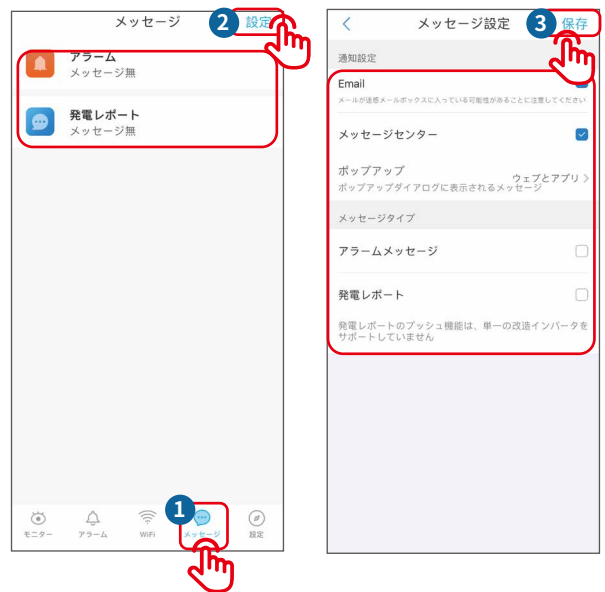 メッセージ
2
設定
アラーム
メッセージ無
発電レポート
メッセージ無
1
モニター
アラーム
WiFi
メッセージ
設定
メッセージ設定
3
保存
通知設定
Email
メールが迷惑メールボックスに入っている可能性があることに注意してください
メッセージセンター
ポップアップ
ウェブとアプリ
ポップアップダイアログに表示されるメッセージ
メッセージタイプ
アラームメッセージ
発電レポート
発電レポートのプッシュ機能は、単一の改造インバータを
サポートしていません